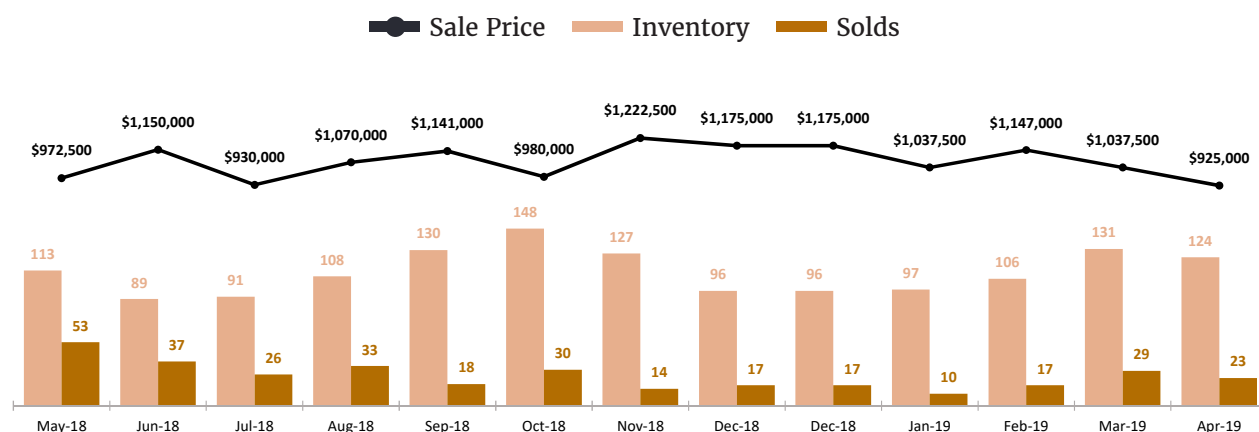 Sale Price Inventory Solds
$972,500 $1,150,000 $930,000 $1,070,000 $1,141,000 $980,000 $1,222,500 $1,175,000 $1,175,000 $1,037,500 $1,147,000 $1,037,500 $925,000
113 89 91 108 130 148 127 96 96 97 106 131 124
53 37 26 33 18 30 14 17 17 10 17 29 23
May-18 Jun-18 Jul-18 Aug-18 Sep-18 Oct-18 Nov-18 Dec-18 Dec-18 Jan-19 Feb-19 Mar-19 Apr-19